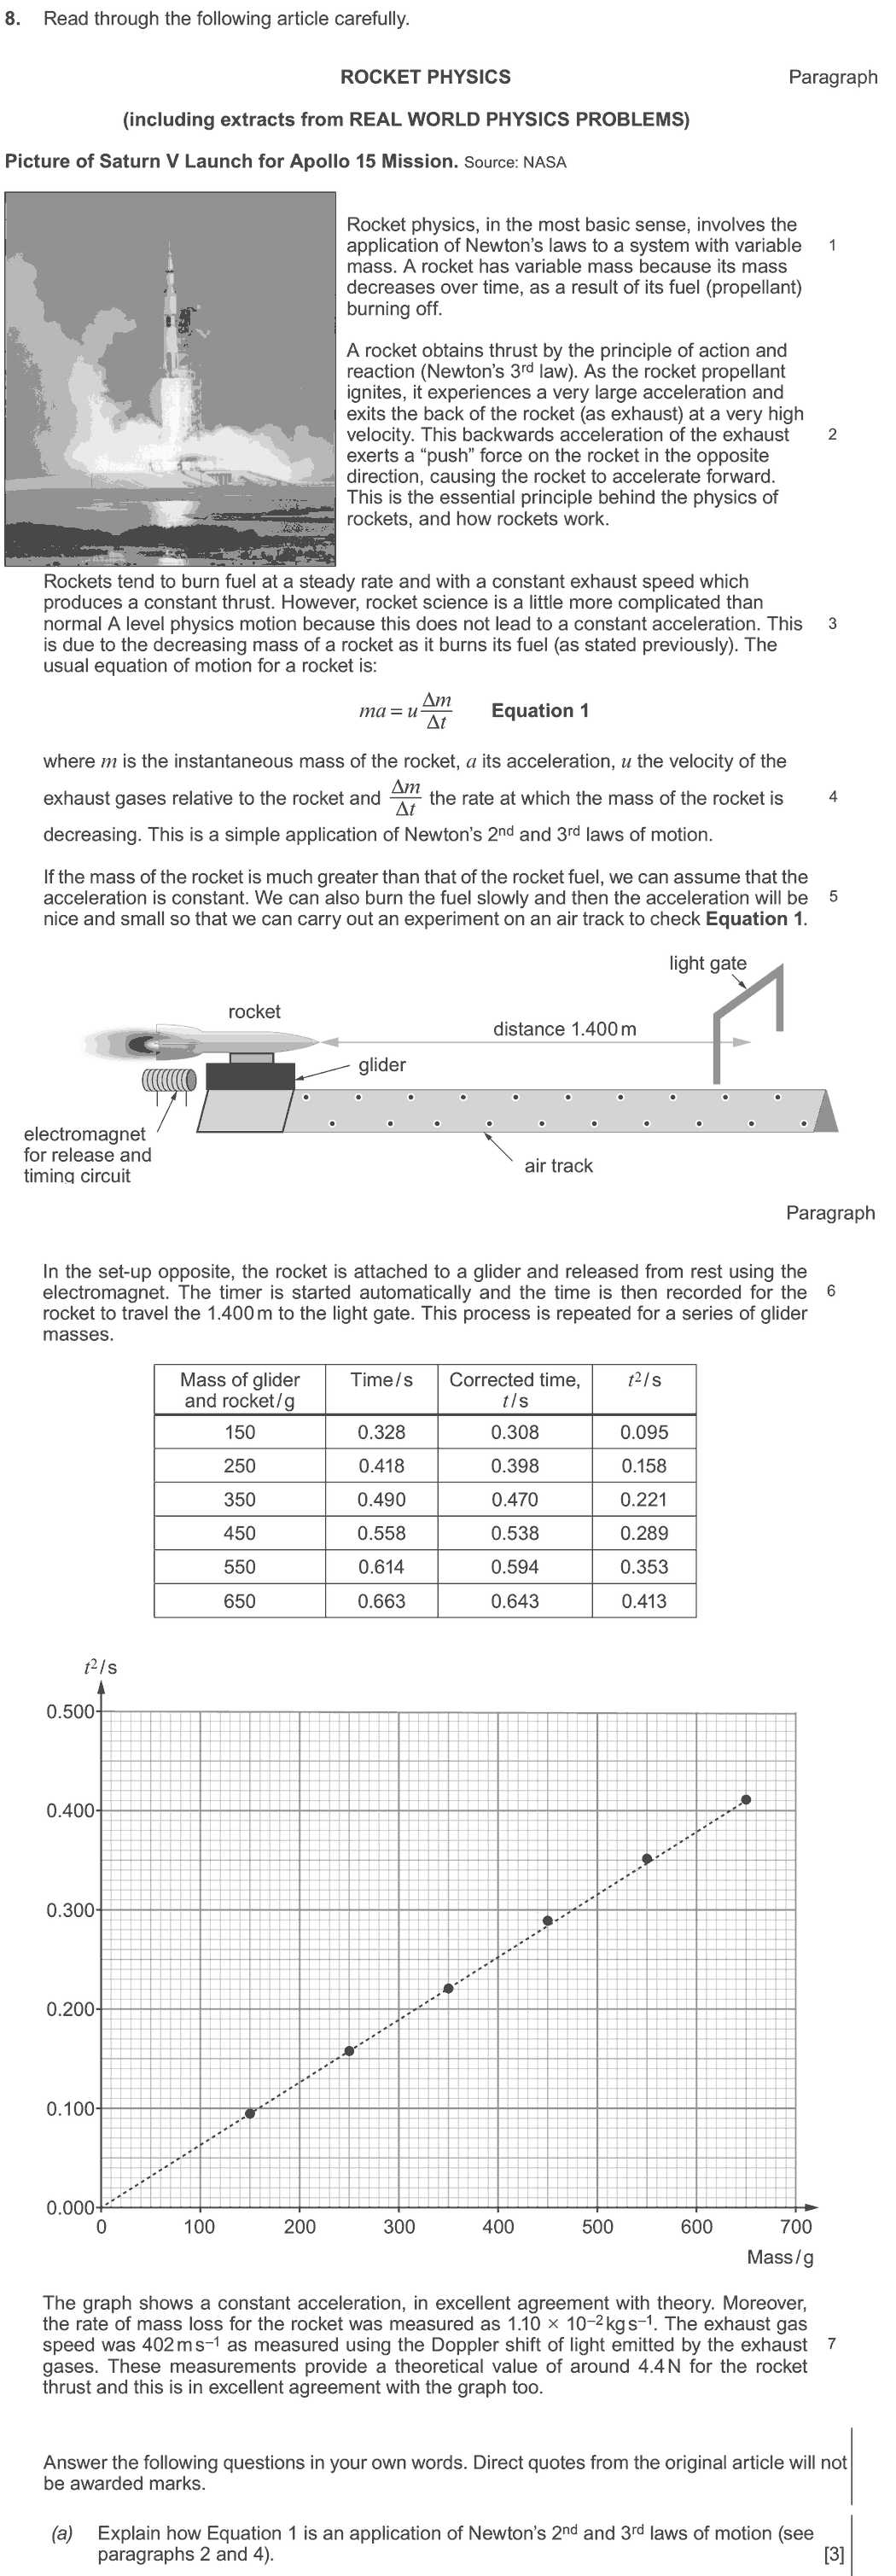 8. Read through the following article carefully.
ROCKET PHYSICS
Paragraph
(including extracts from REAL WORLD PHYSICS PROBLEMS)
Picture of Saturn V Launch for Apollo 15 Mission. Source: NASA
Rocket physics, in the most basic sense, involves the
application of Newton's laws to a system with variable 1
mass. A rocket has variable mass because its mass
decreases over time, as a result of its fuel (propellant)
burning off.
A rocket obtains thrust by the principle of action and
reaction (Newton's 3rd law). As the rocket propellant
ignites, it experiences a very large acceleration and
exits the back of the rocket (as exhaust) at a very high
velocity. This backwards acceleration of the exhaust 2
exerts a "push" force on the rocket in the opposite
direction, causing the rocket to accelerate forward.
This is the essential principle behind the physics of
rockets, and how rockets work.
Rockets tend to burn fuel at a steady rate and with a constant exhaust speed which
produces a constant thrust. However, rocket science is a little more complicated than
normal A level physics motion because this does not lead to a constant acceleration. This 3
is due to the decreasing mass of a rocket as it burns its fuel (as stated previously). The
usual equation of motion for a rocket is:
ma = u Δm/Δt Equation 1
where m is the instantaneous mass of the rocket, a its acceleration, u the velocity of the
exhaust gases relative to the rocket and Δm/Δt the rate at which the mass of the rocket is 4
decreasing. This is a simple application of Newton's 2nd and 3rd laws of motion.
If the mass of the rocket is much greater than that of the rocket fuel, we can assume that the
acceleration is constant. We can also burn the fuel slowly and then the acceleration will be 5
nice and small so that we can carry out an experiment on an air track to check Equation 1.
light gate
rocket
distance 1.400 m
glider
electromagnet
for release and
timing circuit
air track
Paragraph
In the set-up opposite, the rocket is attached to a glider and released from rest using the
electromagnet. The timer is started automatically and the time is then recorded for the 6
rocket to travel the 1.400 m to the light gate. This process is repeated for a series of glider
masses.
Mass of glider Time/s Corrected time, t²/s
and rocket/g t/s
150 0.328 0.308 0.095
250 0.418 0.398 0.158
350 0.490 0.470 0.221
450 0.558 0.538 0.289
550 0.614 0.594 0.353
650 0.663 0.643 0.413
t²/s
0.500
0.400
0.300
0.200
0.100
0.000
0 100 200 300 400 500 600 700
Mass/g
The graph shows a constant acceleration, in excellent agreement with theory. Moreover,
the rate of mass loss for the rocket was measured as 1.10 × 10⁻² kg s⁻¹. The exhaust gas
speed was 402 m s⁻¹ as measured using the Doppler shift of light emitted by the exhaust 7
gases. These measurements provide a theoretical value of around 4.4 N for the rocket
thrust and this is in excellent agreement with the graph too.
Answer the following questions in your own words. Direct quotes from the original article will not
be awarded marks.
(a) Explain how Equation 1 is an application of Newton's 2nd and 3rd laws of motion (see
paragraphs 2 and 4). [3]